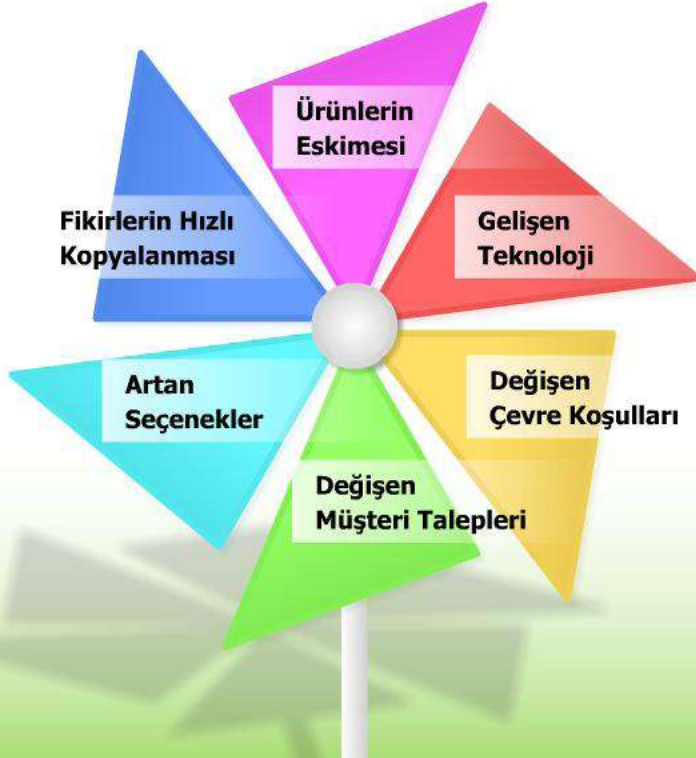 Ürünlerin
Eskimesi
Gelişen
Teknoloji
Değişen
Çevre Koşulları
Değişen
Müşteri Talepleri
Artan
Seçenekler
Fikirlerin Hızlı
Kopyalanması